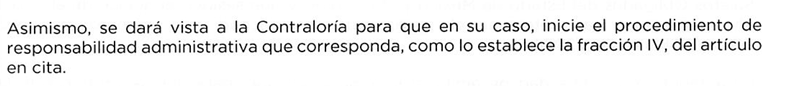 Asimismo, se dará vista a la Contraloría para que en su caso, inicie el procedimiento de
responsabilidad administrativa que corresponda, como lo establece la fracción IV, del artículo
en cita.